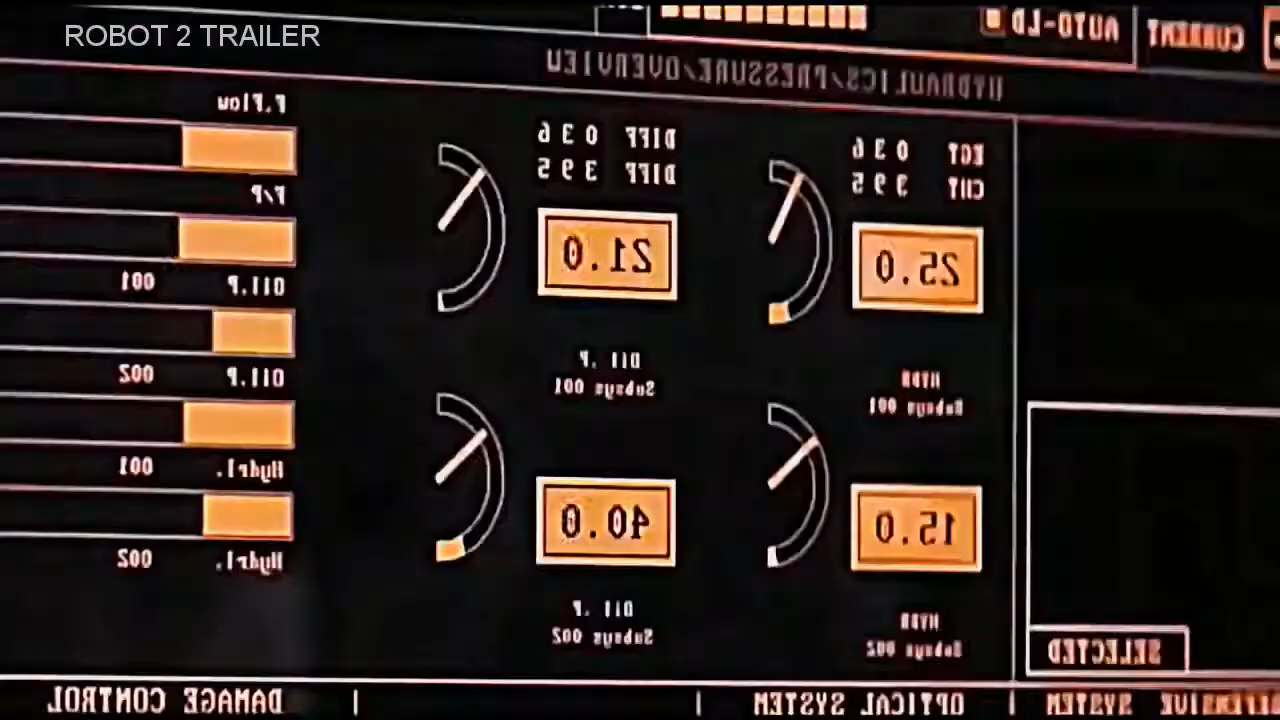 ROBOT 2 TRAILER
CURRENT
AUTO-LD
HYDRAULICS/PRESSURE/OVERVIEW
ECT 036
CHT 395
25.0
HYDR
Subsys 001
15.0
HYDR
Subsys 002
DIFF 036
DIFF 395
21.0
Oil .P
Subsys 001
40.0
Oil .P
Subsys 002
F.Flow
F/P
Oil.P 001
Oil.P 002
Hydrl. 001
Hydrl. 002
SELECTED
SYSTEM
OPTICAL SYSTEM
DAMAGE CONTROL